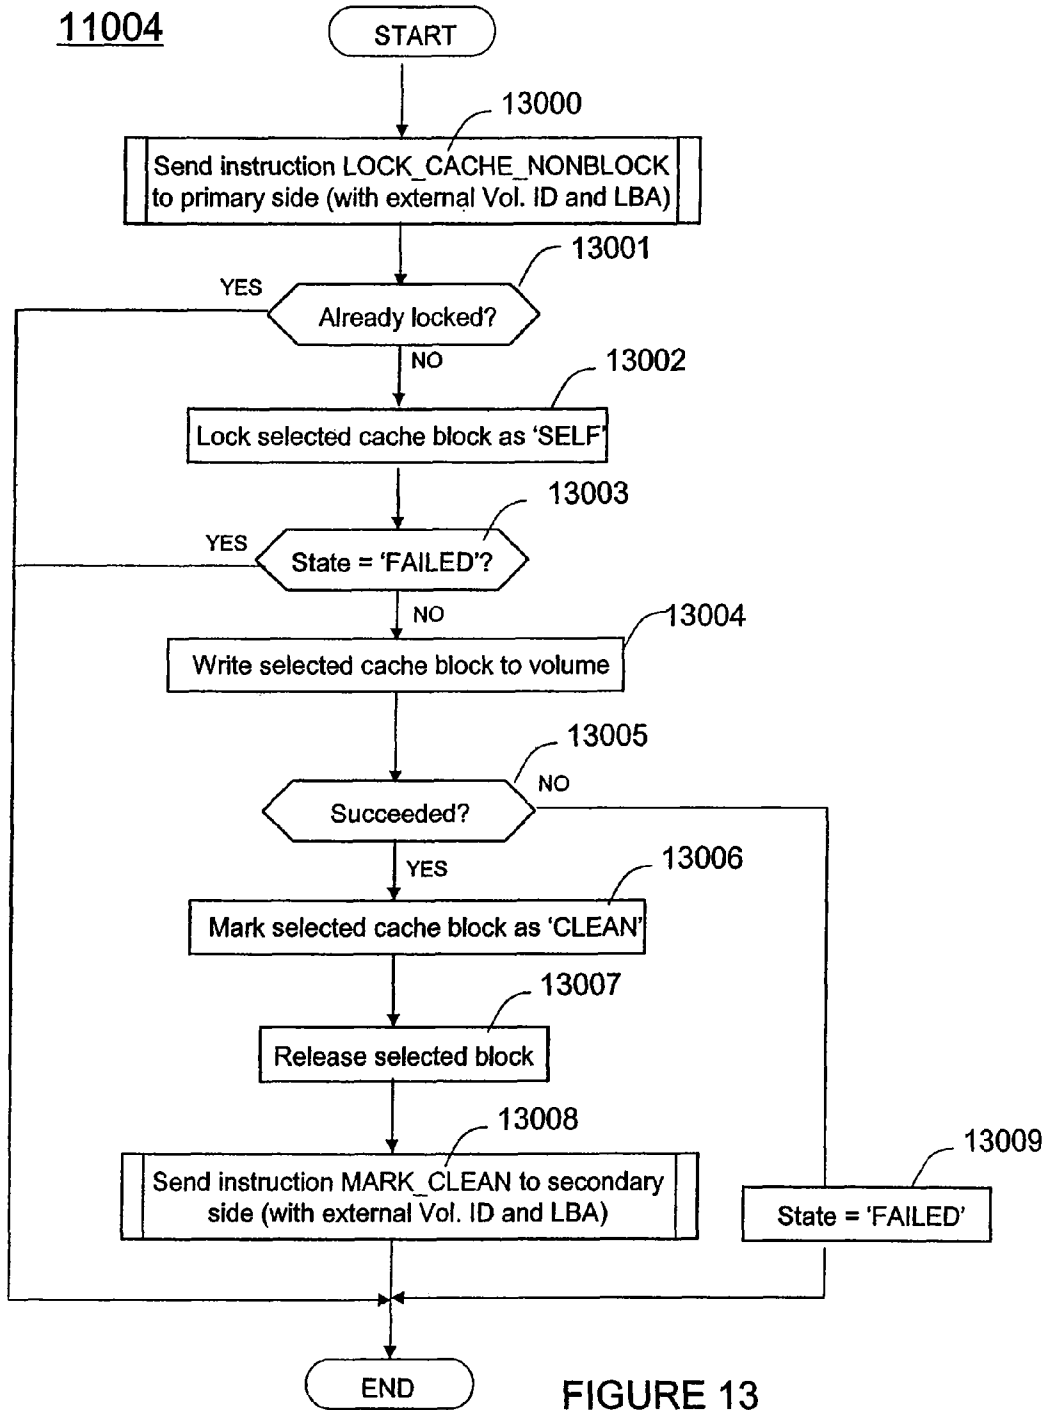 11004
START
13000
Send instruction LOCK_CACHE_NONBLOCK
to primary side (with external Vol. ID and LBA)
13001
YES
Already locked?
NO
13002
Lock selected cache block as 'SELF'
13003
YES
State = 'FAILED'?
NO
13004
Write selected cache block to volume
13005
NO
Succeeded?
YES
13006
Mark selected cache block as 'CLEAN'
13007
Release selected block
13008
Send instruction MARK_CLEAN to secondary
side (with external Vol. ID and LBA)
13009
State = 'FAILED'
END
FIGURE 13